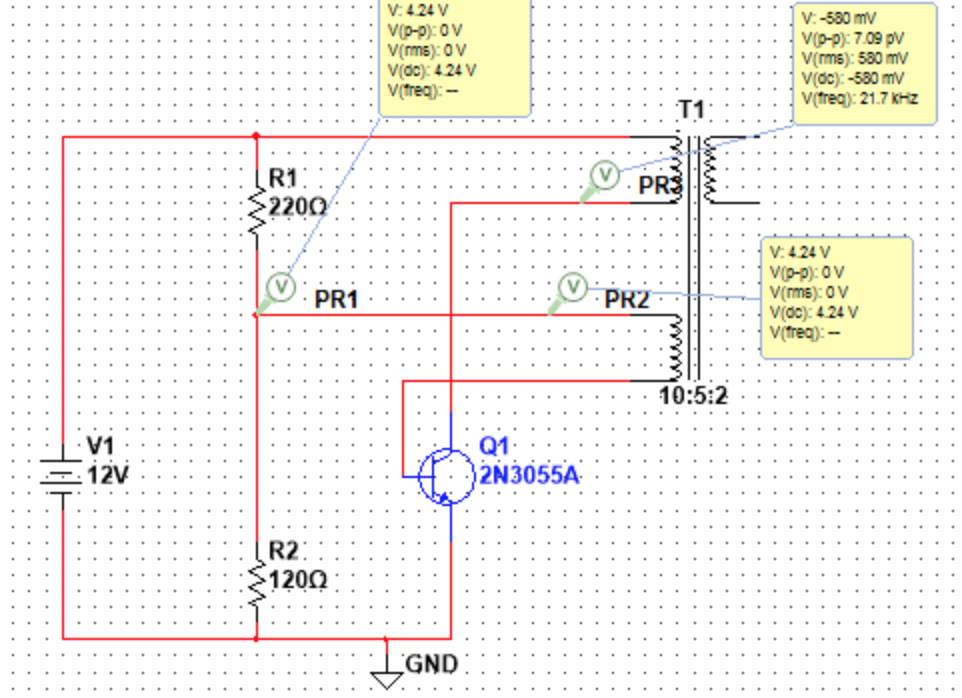 V: 4.24 V
V(p-p): 0 V
V(rms): 0 V
V(dc): 4.24 V
V(freq): --
V: -580 mV
V(p-p): 7.09 pV
V(rms): 580 mV
V(dc): -580 mV
V(freq): 21.7 kHz
T1
R1
220Ω
V
PR3
V
PR1
V
PR2
V: 4.24 V
V(p-p): 0 V
V(rms): 0 V
V(dc): 4.24 V
V(freq): --
10:5:2
V1
12V
Q1
2N3055A
R2
120Ω
GND